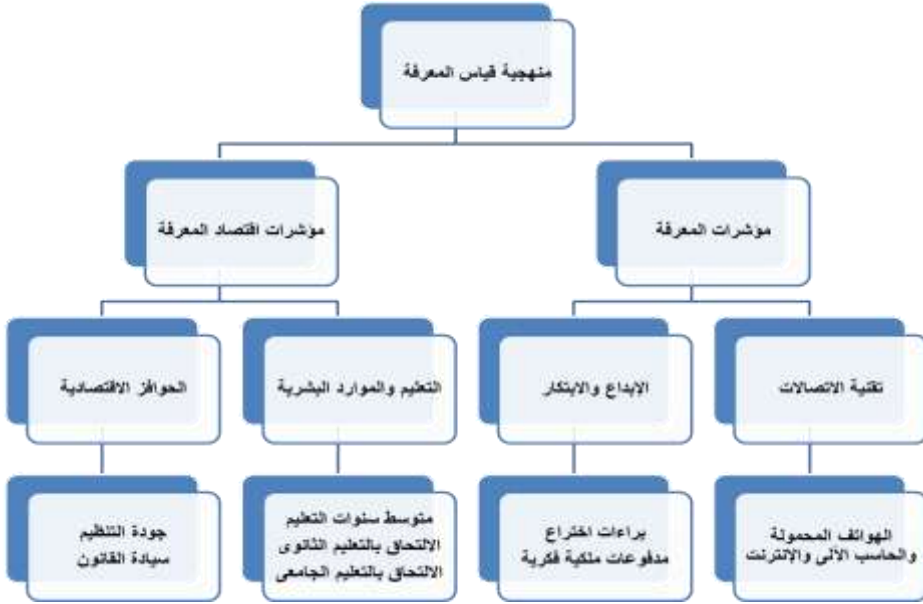 منهجية قياس المعرفة
مؤشرات المعرفة
مؤشرات اقتصاد المعرفة
تقنية الاتصالات
الإبداع والابتكار
التعليم والموارد البشرية
الحوافز الاقتصادية
الهواتف المحمولة
والحاسب الآلى والإنترنت
براءات اختراع
مدفوعات ملكية فكرية
متوسط سنوات التعليم
الالتحاق بالتعليم الثانوى
الالتحاق بالتعليم الجامعى
جودة التنظيم
سيادة القانون